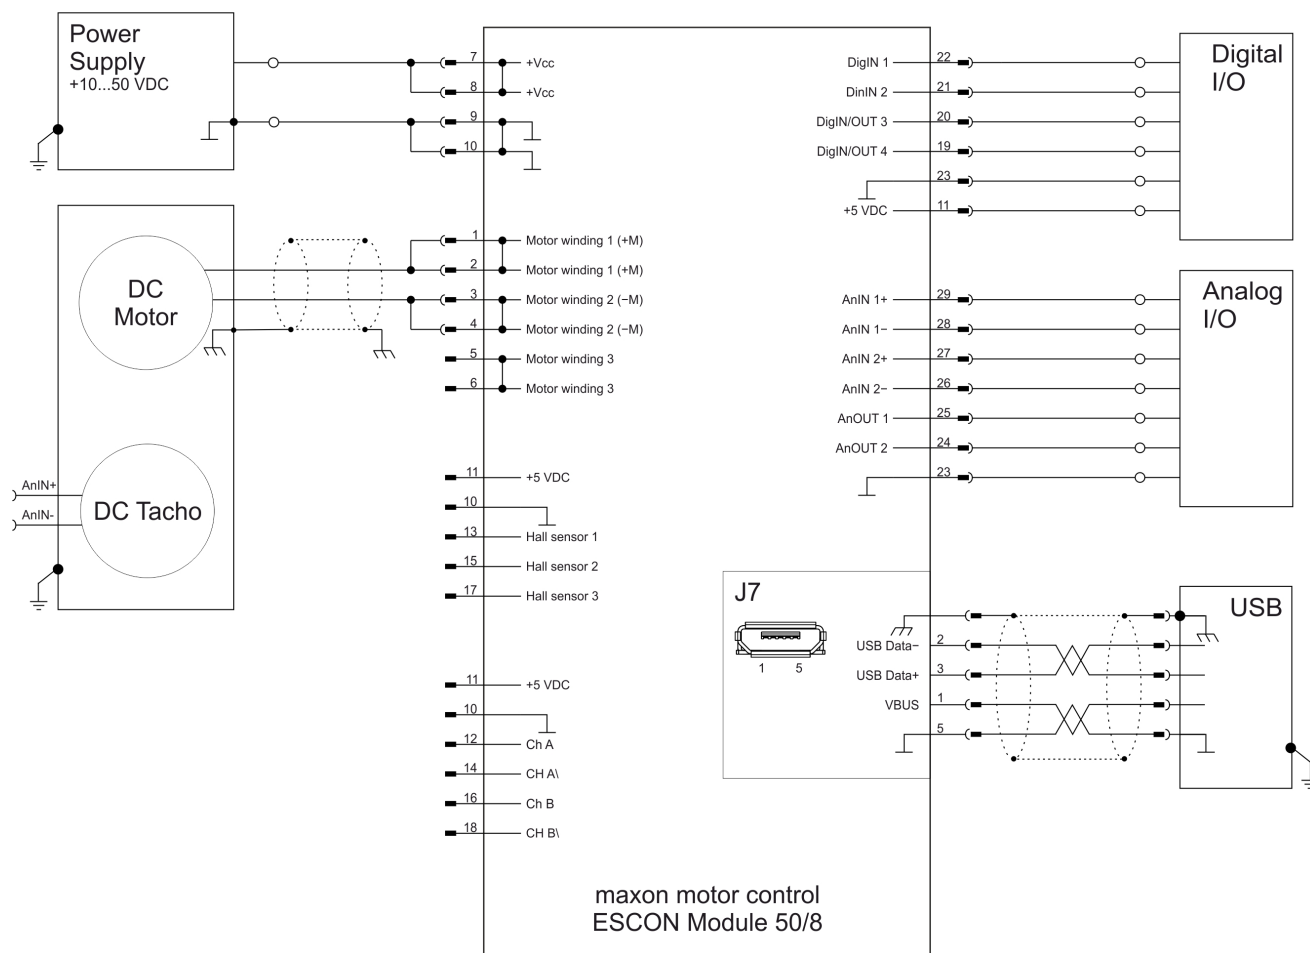 Power
Supply
+10...50 VDC
7
+Vcc
8
+Vcc
9
10
DC
Motor
1
Motor winding 1 (+M)
2
Motor winding 1 (+M)
3
Motor winding 2 (−M)
4
Motor winding 2 (−M)
5
Motor winding 3
6
Motor winding 3
AnIN+
AnIN-
DC Tacho
11
+5 VDC
10
13
Hall sensor 1
15
Hall sensor 2
17
Hall sensor 3
11
+5 VDC
10
12
Ch A
14
CH A\
16
Ch B
18
CH B\
DigIN 1
22
DinIN 2
21
DigIN/OUT 3
20
DigIN/OUT 4
19
23
+5 VDC
11
Digital
I/O
AnIN 1+
29
AnIN 1−
28
AnIN 2+
27
AnIN 2−
26
AnOUT 1
25
AnOUT 2
24
23
Analog
I/O
J7
1 5
USB Data−
2
USB Data+
3
VBUS
1
5
USB
maxon motor control
ESCON Module 50/8